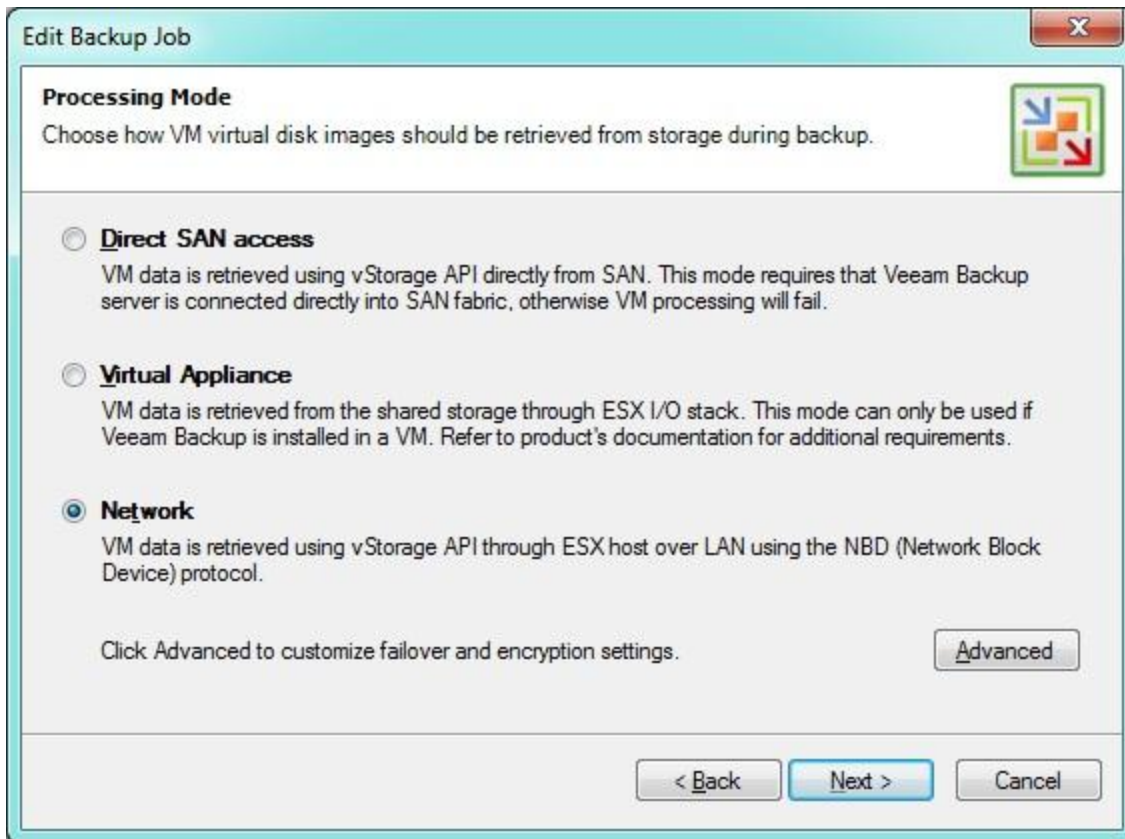 Edit Backup Job
Processing Mode
Choose how VM virtual disk images should be retrieved from storage during backup.
Direct SAN access
VM data is retrieved using vStorage API directly from SAN. This mode requires that Veeam Backup
server is connected directly into SAN fabric, otherwise VM processing will fail.
Virtual Appliance
VM data is retrieved from the shared storage through ESX I/O stack. This mode can only be used if
Veeam Backup is installed in a VM. Refer to product's documentation for additional requirements.
Network
VM data is retrieved using vStorage API through ESX host over LAN using the NBD (Network Block
Device) protocol.
Click Advanced to customize failover and encryption settings.
Advanced
< Back
Next >
Cancel